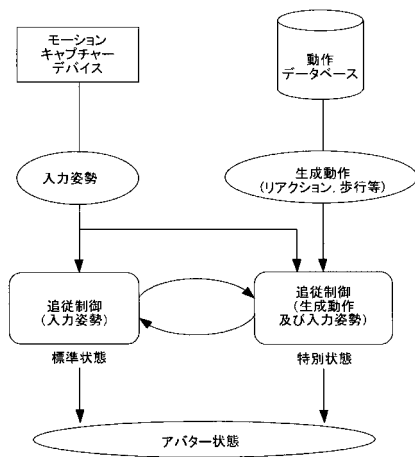 モーション
キャプチャー
デバイス
動作
データベース
入力姿勢
生成動作
(リアクション, 歩行等)
追従制御
(入力姿勢)
追従制御
(生成動作
及び入力姿勢)
標準状態
特別状態
アバター状態